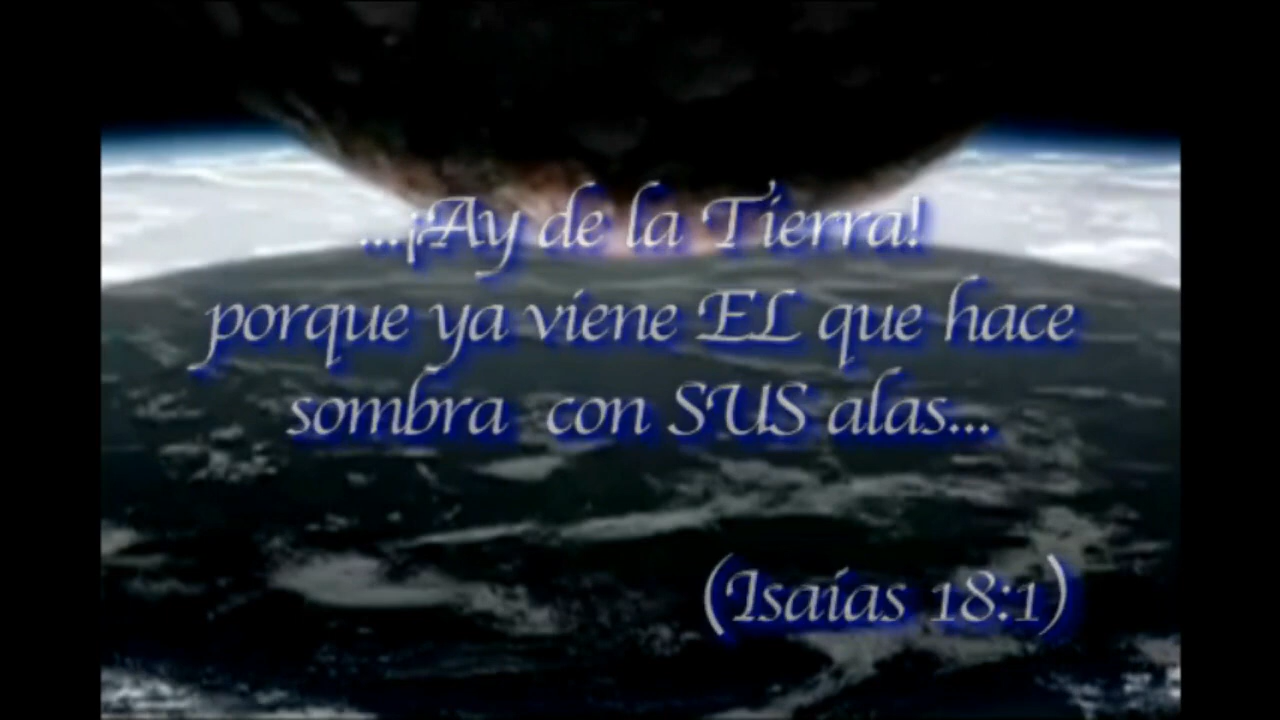 ...¡Ay de la Tierra!
porque ya viene EL que hace
sombra con SUS alas...
(Isaías 18:1)